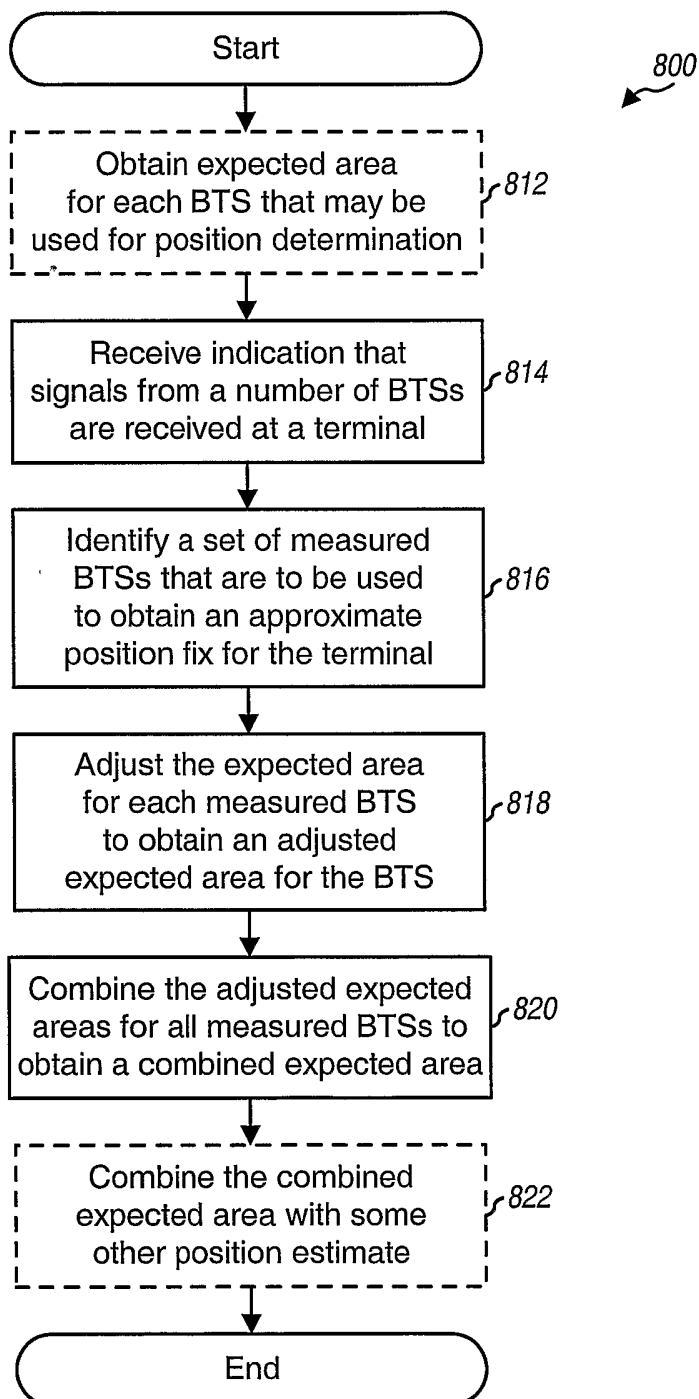 Start
800
Obtain expected area
for each BTS that may be
used for position determination
812
Receive indication that
signals from a number of BTSs
are received at a terminal
814
Identify a set of measured
BTSs that are to be used
to obtain an approximate
position fix for the terminal
816
Adjust the expected area
for each measured BTS
to obtain an adjusted
expected area for the BTS
818
Combine the adjusted expected
areas for all measured BTSs to
obtain a combined expected area
820
Combine the combined
expected area with some
other position estimate
822
End